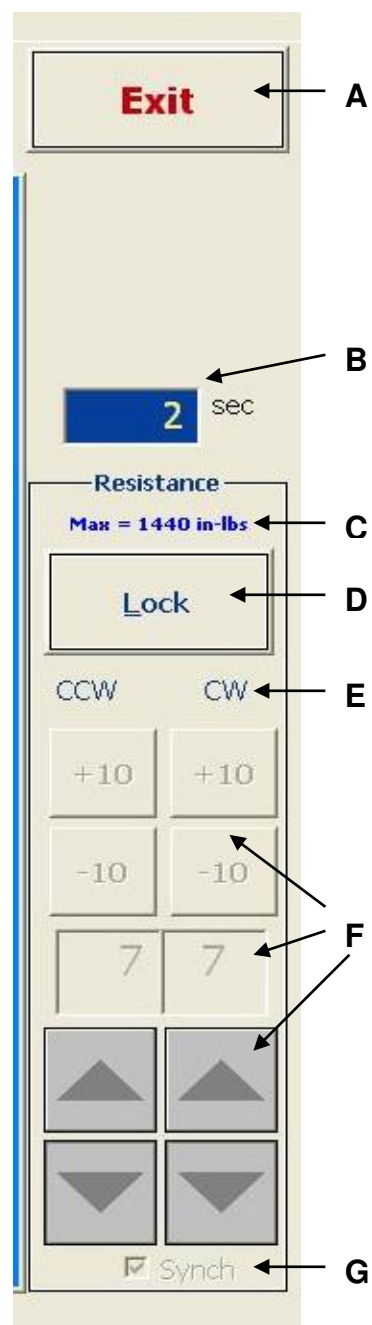 Exit A
B
2 sec
Resistance
Max = 1440 in-lbs C
Lock D
CCW CW E
+10 +10
-10 -10
F
7 7
Synch G